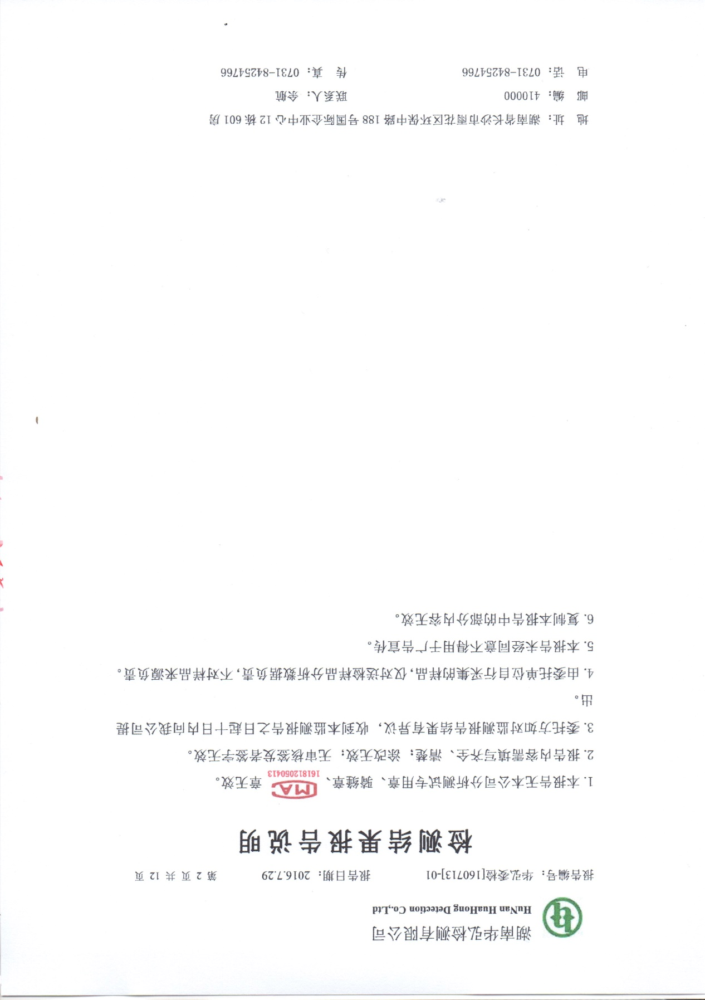 湖南华弘检测有限公司
HuNan HuaHong Detection Co.,Ltd
报告编号：华弘委检[160713]-01 报告日期：2016.7.29 第 2 页 共 12 页
检测结果报告说明
1. 本报告无本公司分析测试专用章、骑缝章、 MA 章无效。
161812050413
2. 报告内容需填写齐全、清楚；涂改无效；无审核签发者签字无效。
3. 委托方如对监测报告结果有异议，收到本监测报告之日起十日内向我公司提
出。
4. 由委托单位自行采集的样品,仅对送检样品分析数据负责,不对样品来源负责。
5. 本报告未经同意不得用于广告宣传。
6. 复制本报告中的部分内容无效。
地 址：湖南省长沙市雨花区环保中路 188 号国际企业中心 12 栋 601 房
邮 编：410000 联系人：余航
电 话：0731-84254766 传 真：0731-84254766